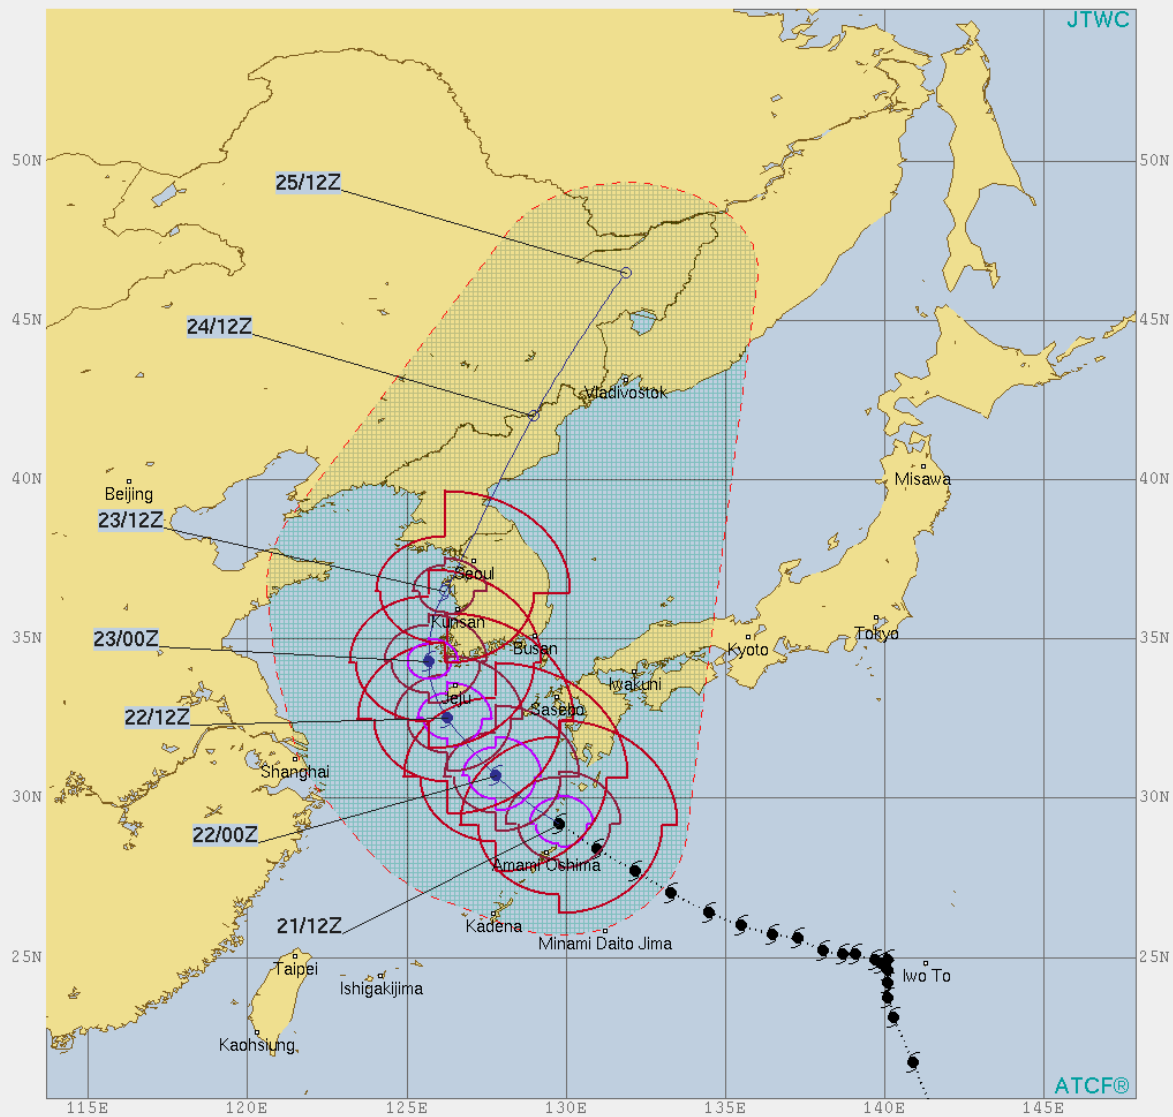 JTWC
50N
50N
25/12Z
45N
45N
24/12Z
Vladivostok
40N
40N
Beijing
Misawa
23/12Z
Seoul
Kunsan
35N
35N
23/00Z
Busan
Tokyo
Kyoto
Iwakuni
Jeju
Sasebo
22/12Z
Shanghai
30N
30N
22/00Z
Amami Oshima
21/12Z
Kadena
Minami Daito Jima
25N
25N
Taipei
Iwo To
Ishigakijima
Kaohsiung
ATCF®
115E
120E
125E
130E
135E
140E
145E